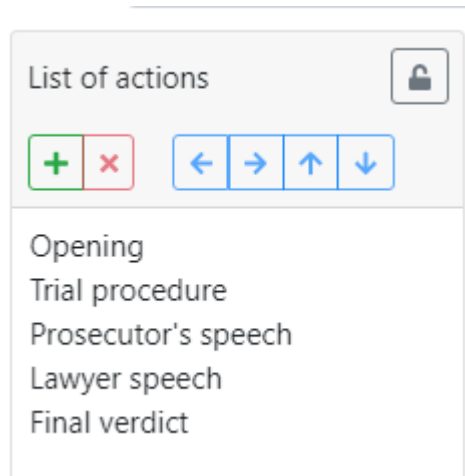 List of actions
Opening
Trial procedure
Prosecutor's speech
Lawyer speech
Final verdict